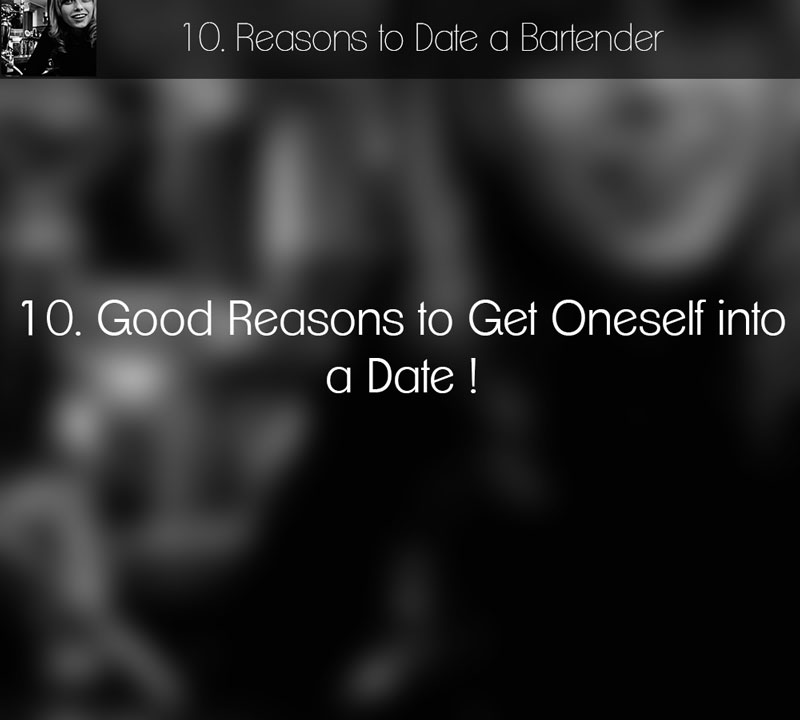 10. Reasons to Date a Bartender
10. Good Reasons to Get Oneself into
a Date !